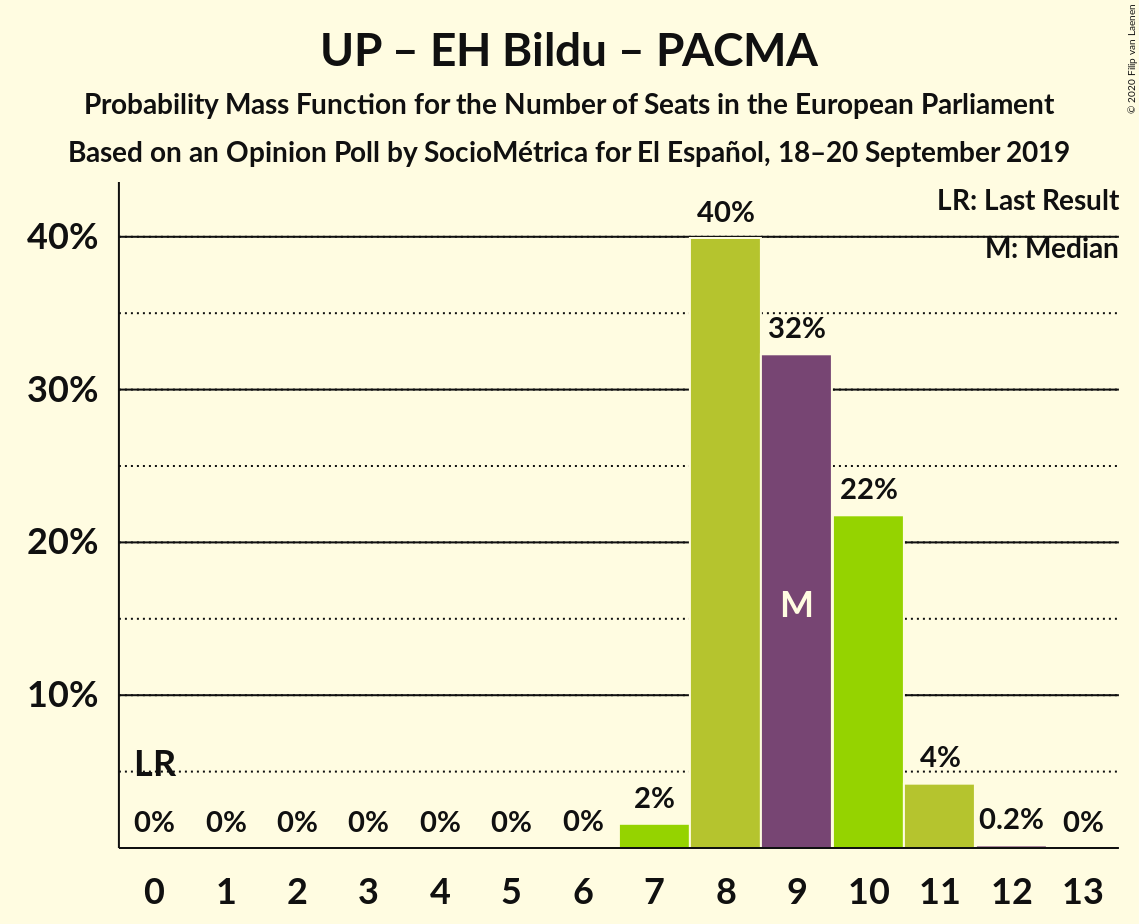 UP – EH Bildu – PACMA
Probability Mass Function for the Number of Seats in the European Parliament
Based on an Opinion Poll by SocioMétrica for El Español, 18–20 September 2019
© 2020 Filip van Laenen
LR: Last Result
M: Median
40%
30%
20%
10%
40%
32%
22%
M
LR
4%
2%
0% 0% 0% 0% 0% 0% 0% 0.2% 0%
0 1 2 3 4 5 6 7 8 9 10 11 12 13